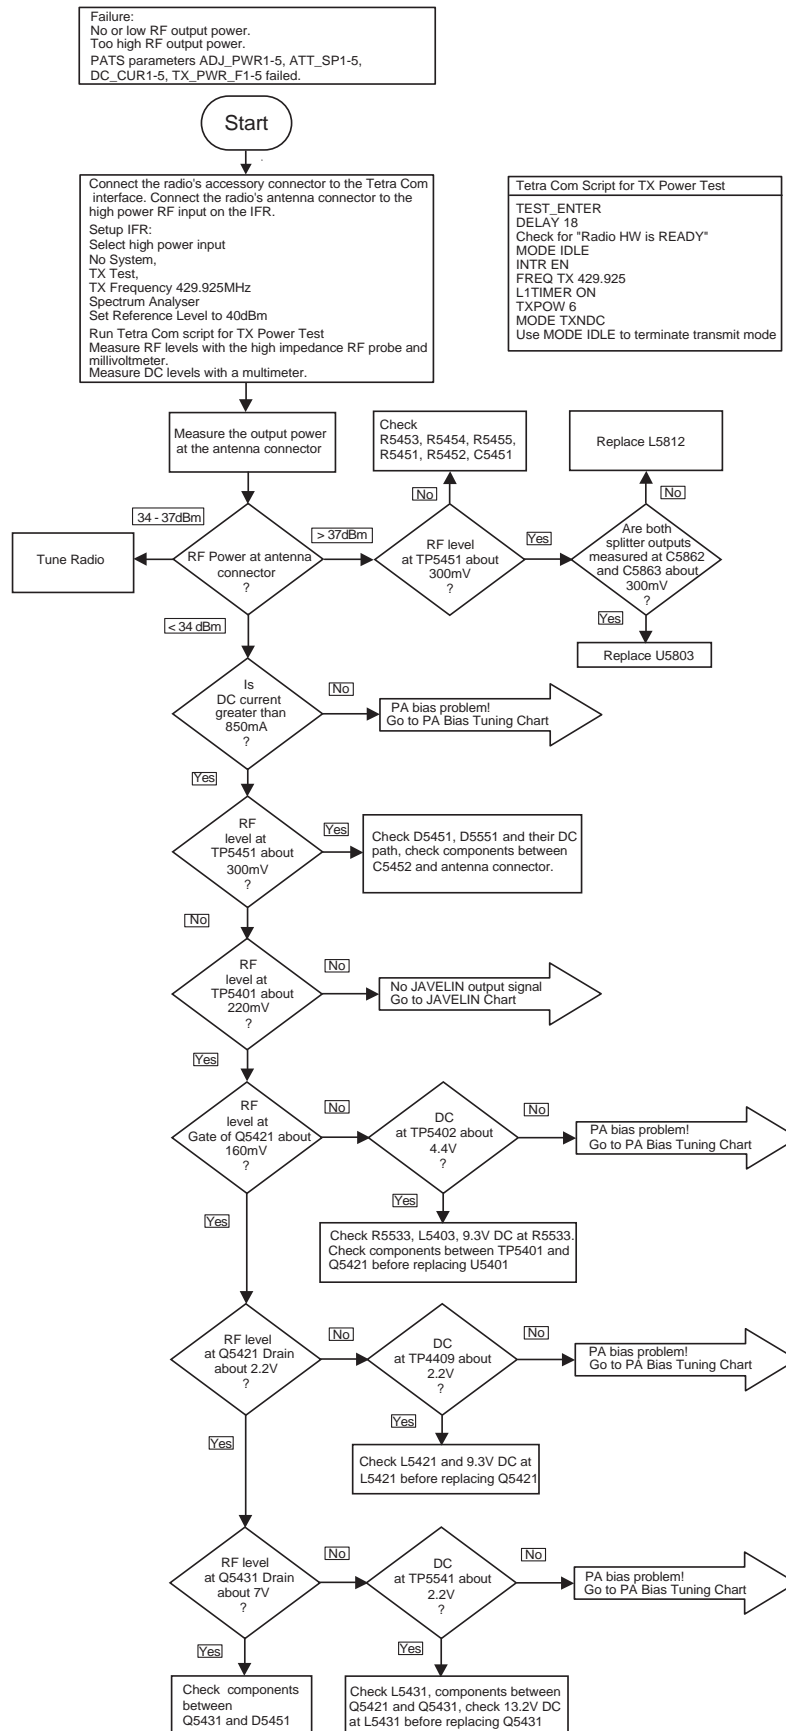 Failure:
No or low RF output power.
Too high RF output power.
PATS parameters ADJ_PWR1-5, ATT_SP1-5,
DC_CUR1-5, TX_PWR_F1-5 failed.
Start
Connect the radio's accessory connector to the Tetra Com
interface. Connect the radio's antenna connector to the
high power RF input on the IFR.
Setup IFR:
Select high power input
No System,
TX Test,
TX Frequency 429.925MHz
Spectrum Analyser
Set Reference Level to 40dBm
Run Tetra Com script for TX Power Test
Measure RF levels with the high impedance RF probe and
millivoltmeter.
Measure DC levels with a multimeter.
Tetra Com Script for TX Power Test
TEST_ENTER
DELAY 18
Check for "Radio HW is READY"
MODE IDLE
INTR EN
FREQ TX 429.925
L1TIMER ON
TXPOW 6
MODE TXNDC
Use MODE IDLE to terminate transmit mode
Measure the output power
at the antenna connector
Check
R5453, R5454, R5455,
R5451, R5452, C5451
Replace L5812
No
No
34 - 37dBm
> 37dBm
Tune Radio
RF Power at antenna
connector
?
RF level
at TP5451 about
300mV
?
Yes
Are both
splitter outputs
measured at C5862
and C5863 about
300mV
?
Yes
Replace U5803
< 34 dBm
Is
DC current
greater than
850mA
?
No
PA bias problem!
Go to PA Bias Tuning Chart
Yes
RF
level at
TP5451 about
300mV
?
Yes
Check D5451, D5551 and their DC
path, check components between
C5452 and antenna connector.
No
RF
level at
TP5401 about
220mV
?
No
No JAVELIN output signal
Go to JAVELIN Chart
Yes
RF
level at
Gate of Q5421 about
160mV
?
No
DC
at TP5402 about
4.4V
?
No
PA bias problem!
Go to PA Bias Tuning Chart
Yes
Yes
Check R5533, L5403, 9.3V DC at R5533.
Check components between TP5401 and
Q5421 before replacing U5401
RF level
at Q5421 Drain
about 2.2V
?
No
DC
at TP4409 about
2.2V
?
No
PA bias problem!
Go to PA Bias Tuning Chart
Yes
Yes
Check L5421 and 9.3V DC at
L5421 before replacing Q5421
RF level
at Q5431 Drain
about 7V
?
No
DC
at TP5541 about
2.2V
?
No
PA bias problem!
Go to PA Bias Tuning Chart
Yes
Yes
Check components
between
Q5431 and D5451
Check L5431, components between
Q5421 and Q5431, check 13.2V DC
at L5431 before replacing Q5431